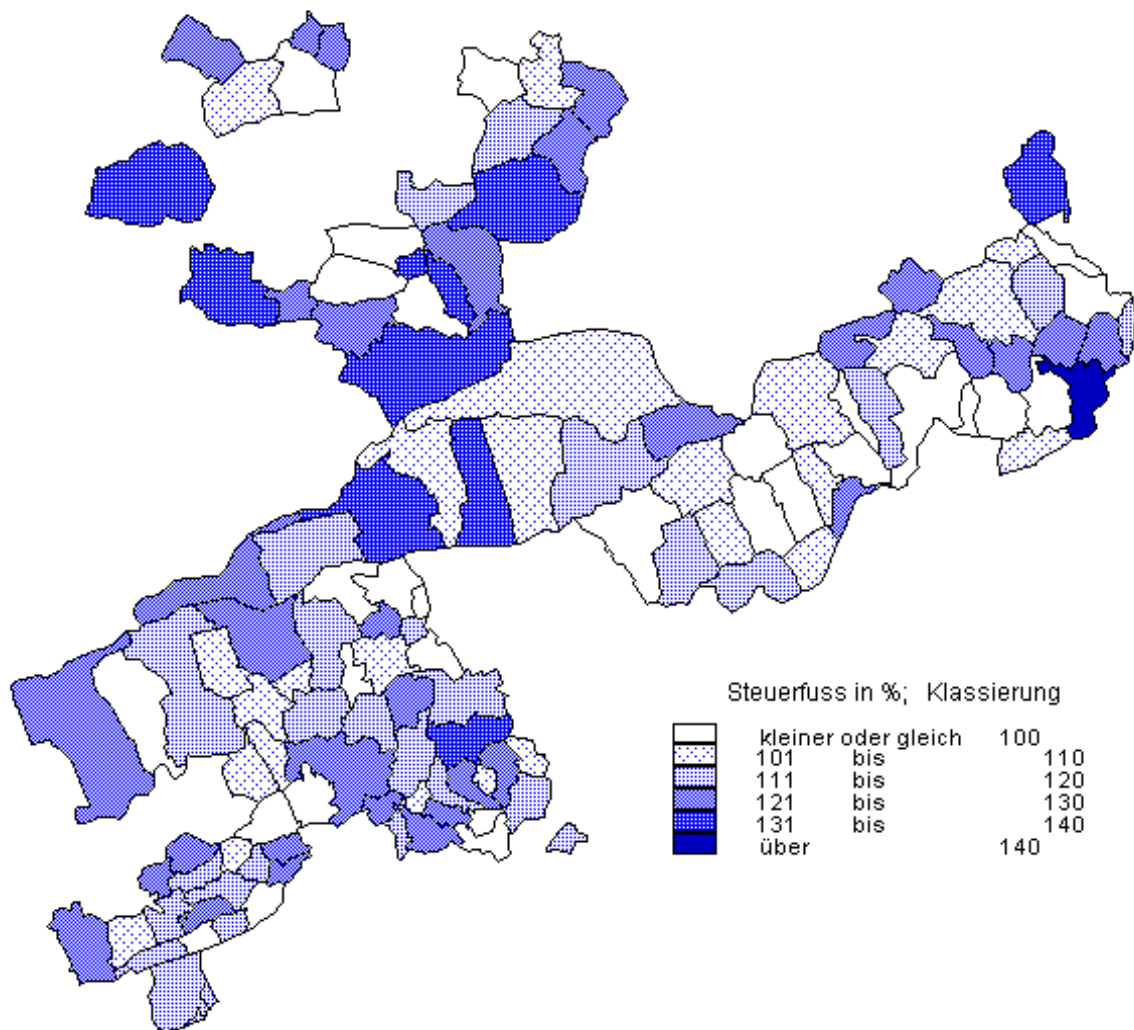 Steuerfuss in %; Klassierung
kleiner oder gleich 100
101 bis 110
111 bis 120
121 bis 130
131 bis 140
über 140